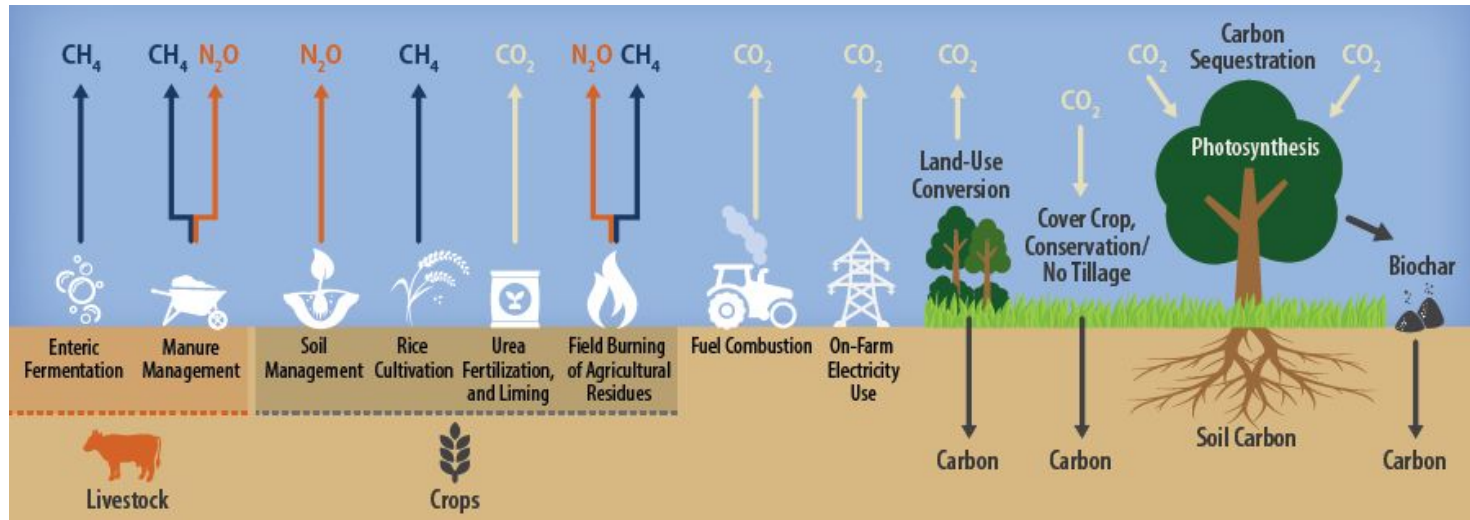 CH₄
CH₄ N₂O
N₂O
CH₄
CO₂
N₂O CH₄
CO₂
CO₂
CO₂
CO₂
CO₂
Carbon
Sequestration
CO₂
Photosynthesis
Land-Use
Conversion
Cover Crop,
Conservation/
No Tillage
Biochar
Enteric
Fermentation
Manure
Management
Soil
Management
Rice
Cultivation
Urea
Fertilization,
and Liming
Field Burning
of Agricultural
Residues
Fuel Combustion
On-Farm
Electricity
Use
Carbon
Carbon
Soil Carbon
Carbon
Livestock
Crops